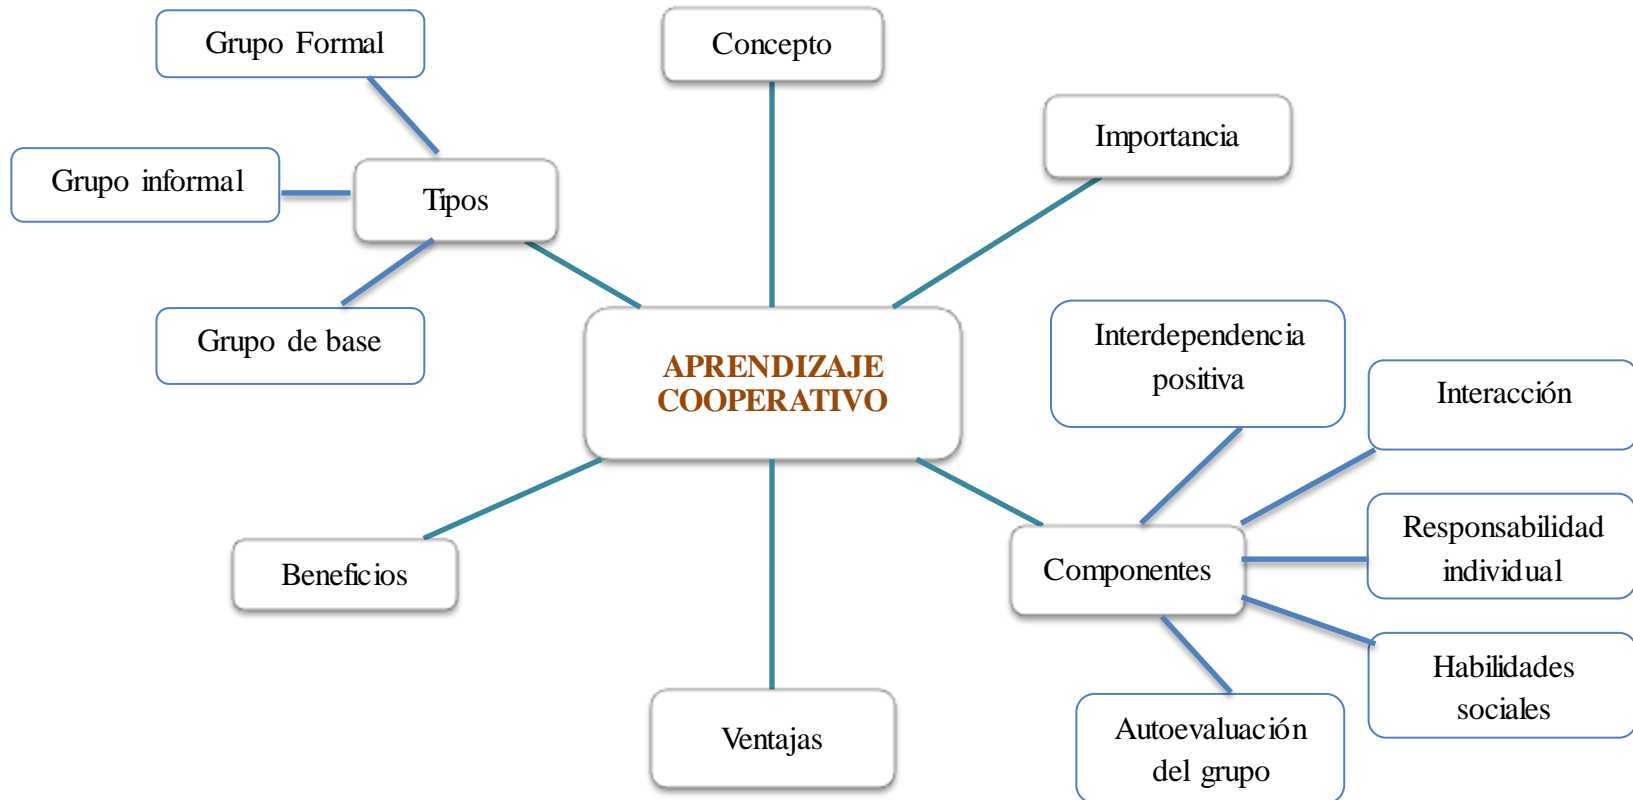 Grupo Formal
Concepto
Importancia
Grupo informal
Tipos
Grupo de base
APRENDIZAJE
COOPERATIVO
Interdependencia
positiva
Interacción
Responsabilidad
individual
Componentes
Beneficios
Habilidades
sociales
Ventajas
Autoevaluación
del grupo